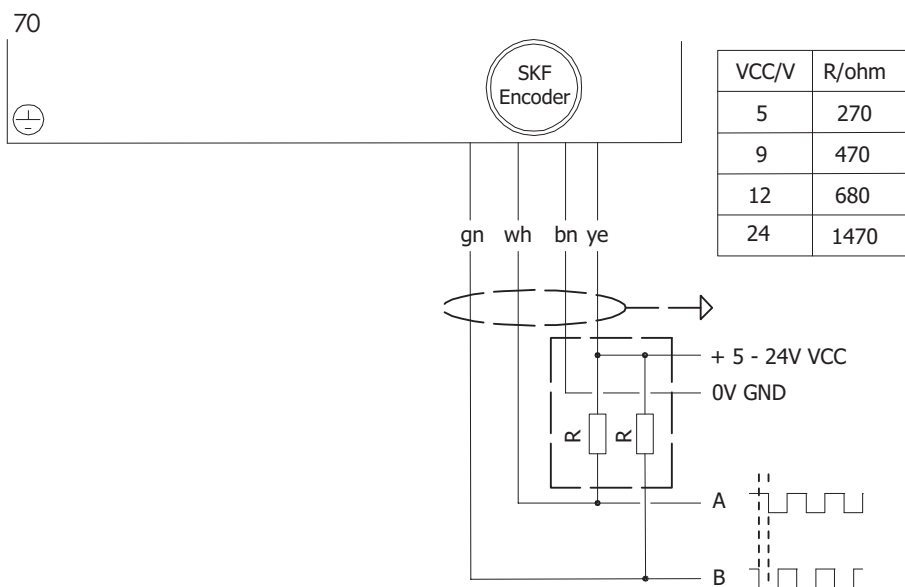 70
SKF
Encoder
VCC/V R/ohm
5 270
9 470
12 680
24 1470
gn wh bn ye
+ 5 - 24V VCC
0V GND
R R
A
B